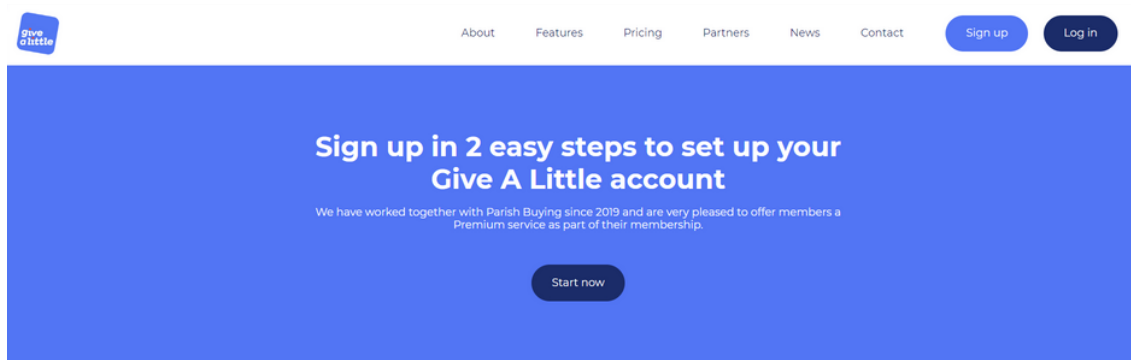 give
a little
About
Features
Pricing
Partners
News
Contact
Sign up
Log in
Sign up in 2 easy steps to set up your
Give A Little account
We have worked together with Parish Buying since 2019 and are very pleased to offer members a
Premium service as part of their membership.
Start now